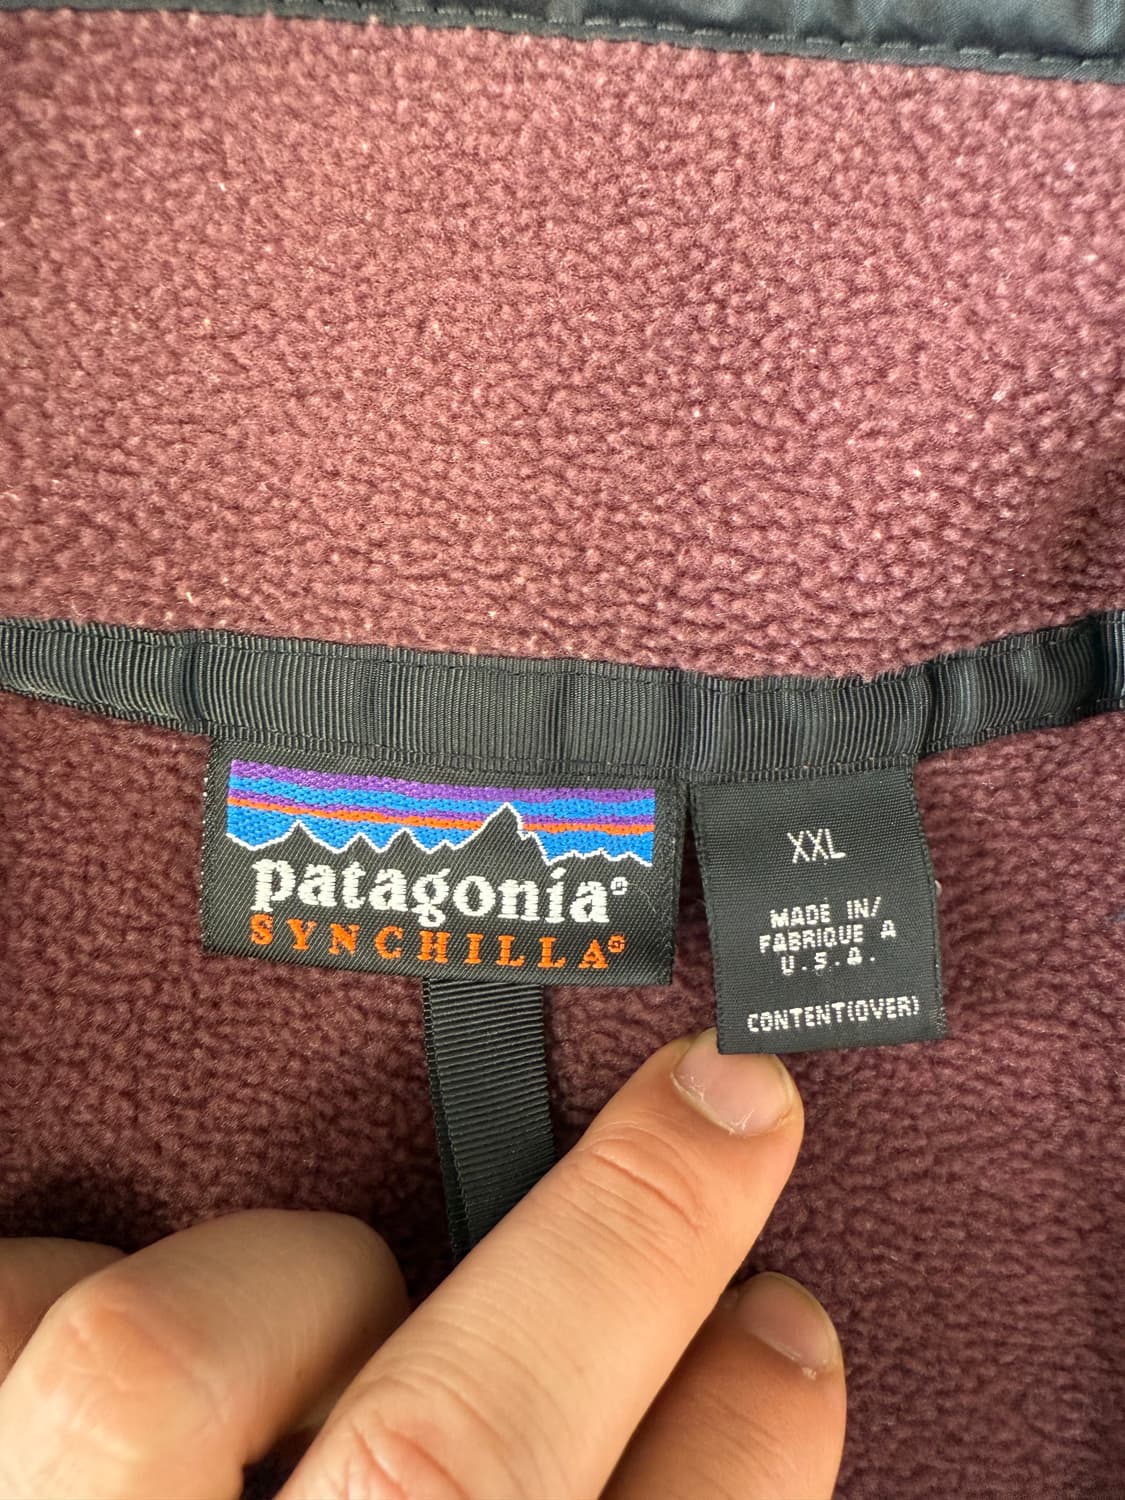 patagonia®
SYNCHILLA®
XXL
MADE IN/
FABRIQUE A
U.S.A.
CONTENT(OVER)